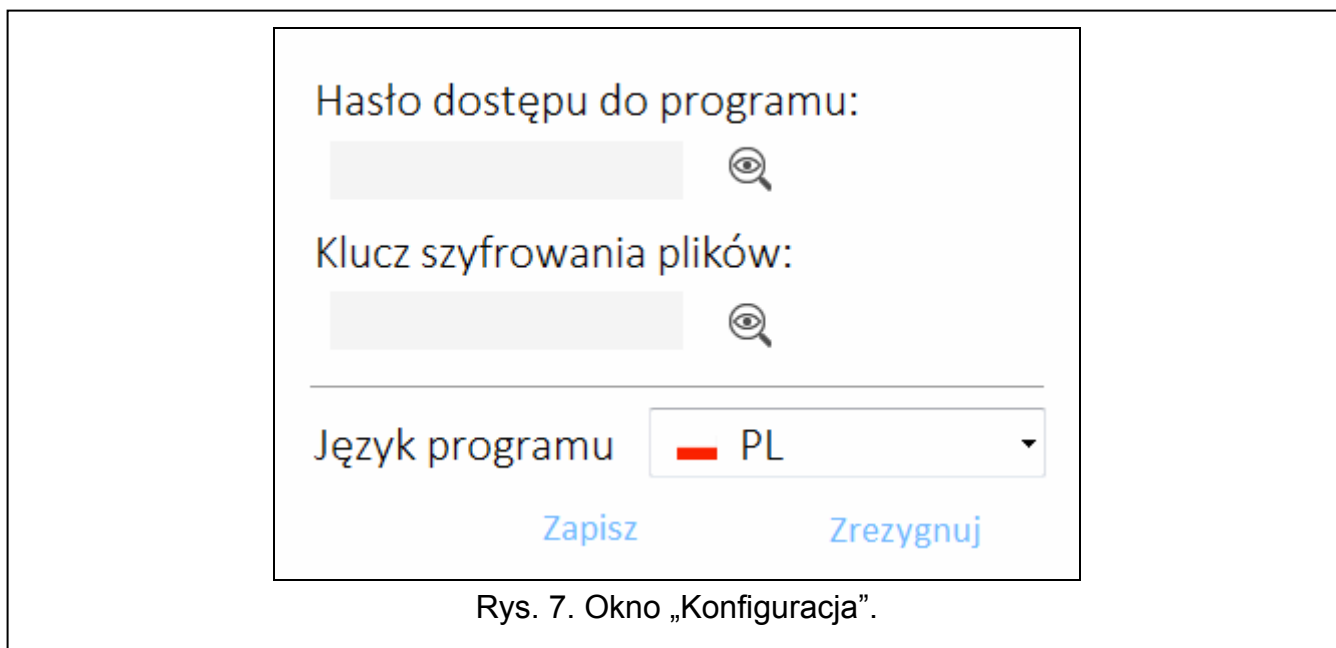 Hasło dostępu do programu:
Klucz szyfrowania plików:
Język programu PL
Zapisz Zrezygnuj
Rys. 7. Okno „Konfiguracja”.